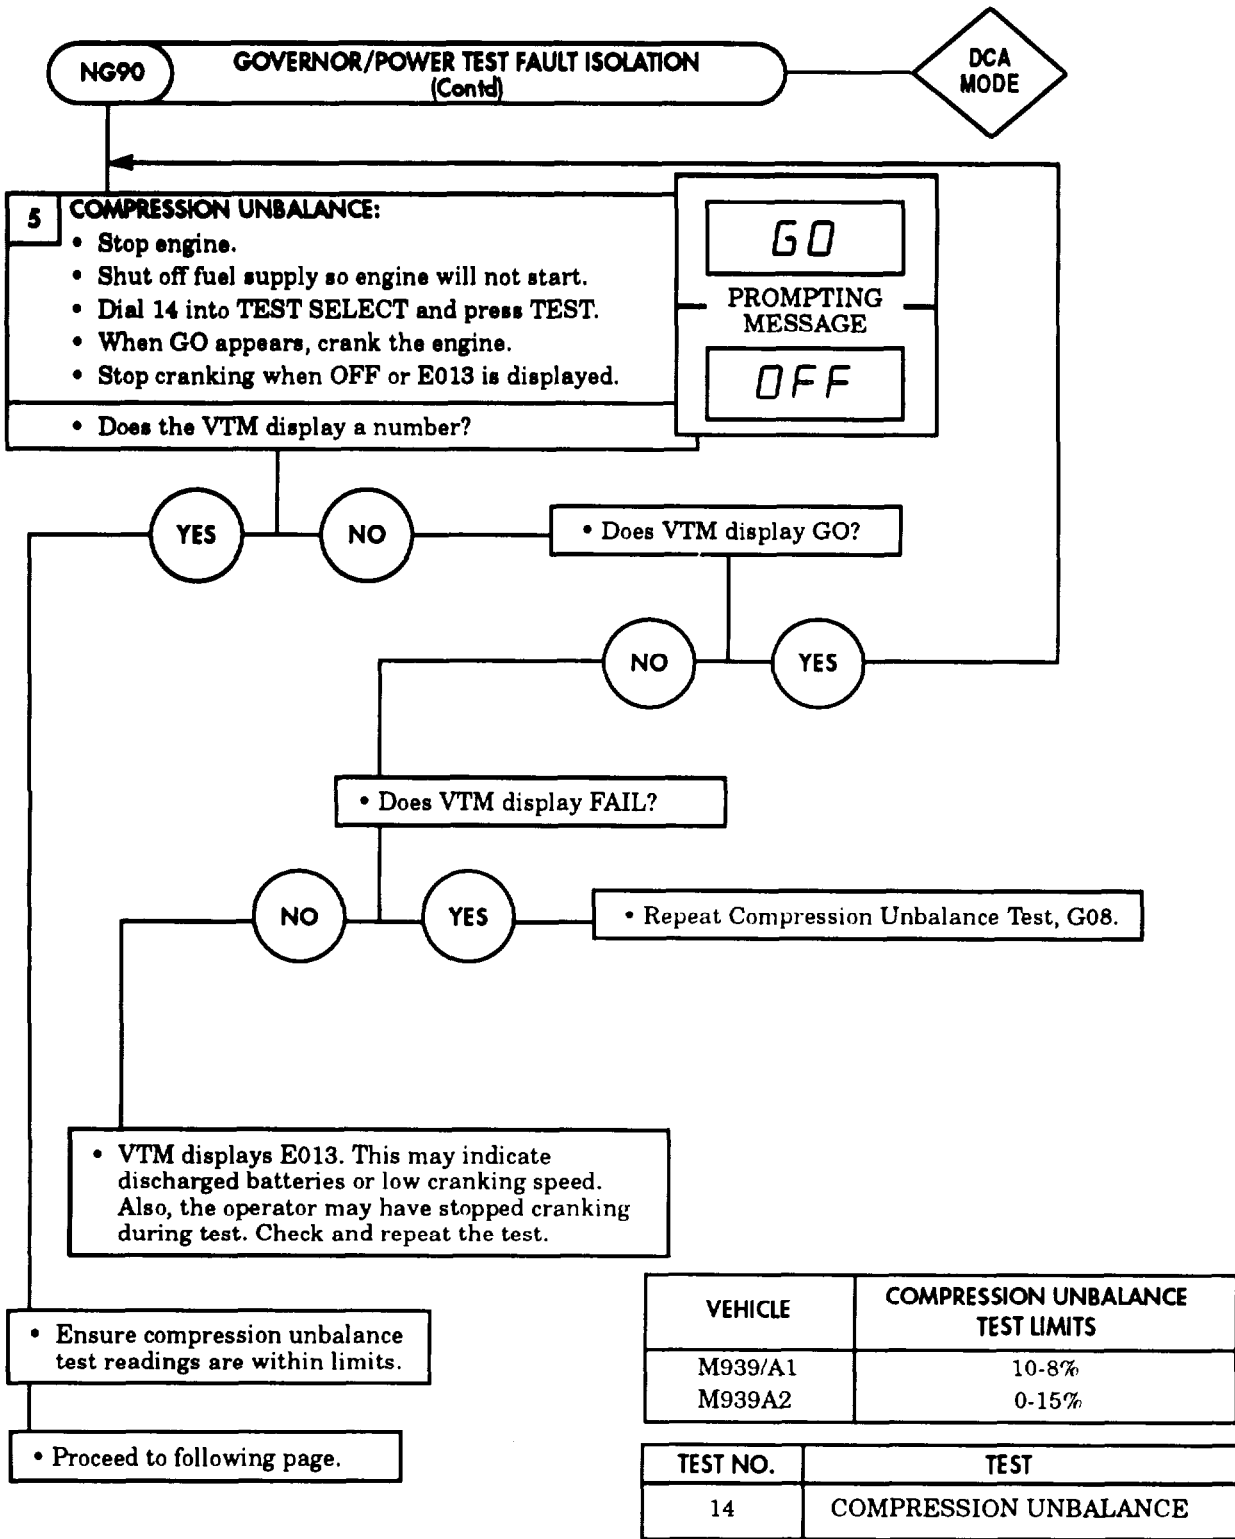 NG90
GOVERNOR/POWER TEST FAULT ISOLATION
(Contd)
DCA
MODE
5
COMPRESSION UNBALANCE:
• Stop engine.
• Shut off fuel supply so engine will not start.
• Dial 14 into TEST SELECT and press TEST.
• When GO appears, crank the engine.
• Stop cranking when OFF or E013 is displayed.
• Does the VTM display a number?
GO
PROMPTING
MESSAGE
OFF
YES
NO
• Does VTM display GO?
NO
YES
• Does VTM display FAIL?
NO
YES
• Repeat Compression Unbalance Test, G08.
• VTM displays E013. This may indicate
discharged batteries or low cranking speed.
Also, the operator may have stopped cranking
during test. Check and repeat the test.
• Ensure compression unbalance
test readings are within limits.
• Proceed to following page.
VEHICLE
COMPRESSION UNBALANCE
TEST LIMITS
M939/A1 10-8%
M939A2 0-15%
TEST NO. TEST
14 COMPRESSION UNBALANCE